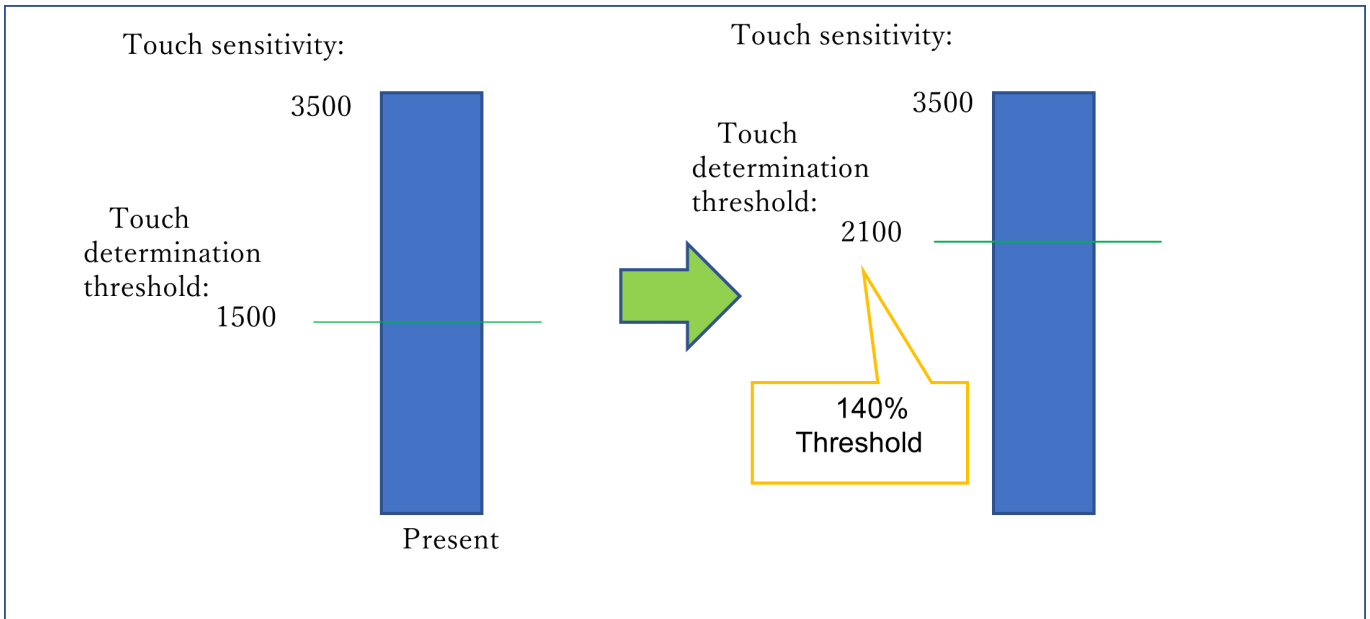 Touch sensitivity:
3500
Touch
determination
threshold:
1500
Present
Touch sensitivity:
3500
Touch
determination
threshold:
2100
140%
Threshold